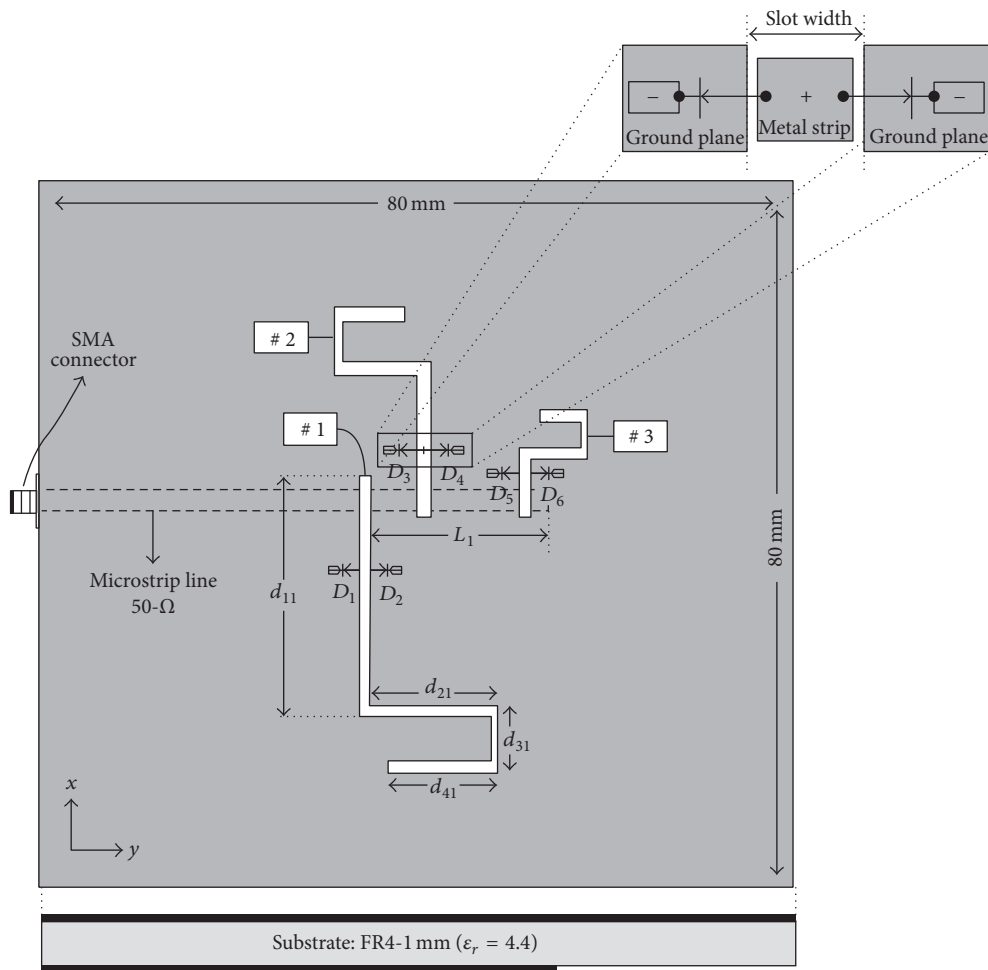 Slot width
− + −
Ground plane Metal strip Ground plane
80 mm
SMA
connector
# 2
# 1
# 3
D₃ D₄
D₅ D₆
L₁
80 mm
Microstrip line
50-Ω
d₁₁
D₁ D₂
d₂₁
d₃₁
d₄₁
x
y
Substrate: FR4-1 mm (εᵣ = 4.4)